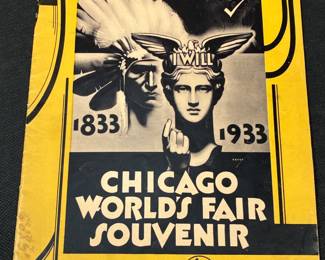 I WILL
1833
1933
CHICAGO
WORLD'S FAIR
SOUVENIR